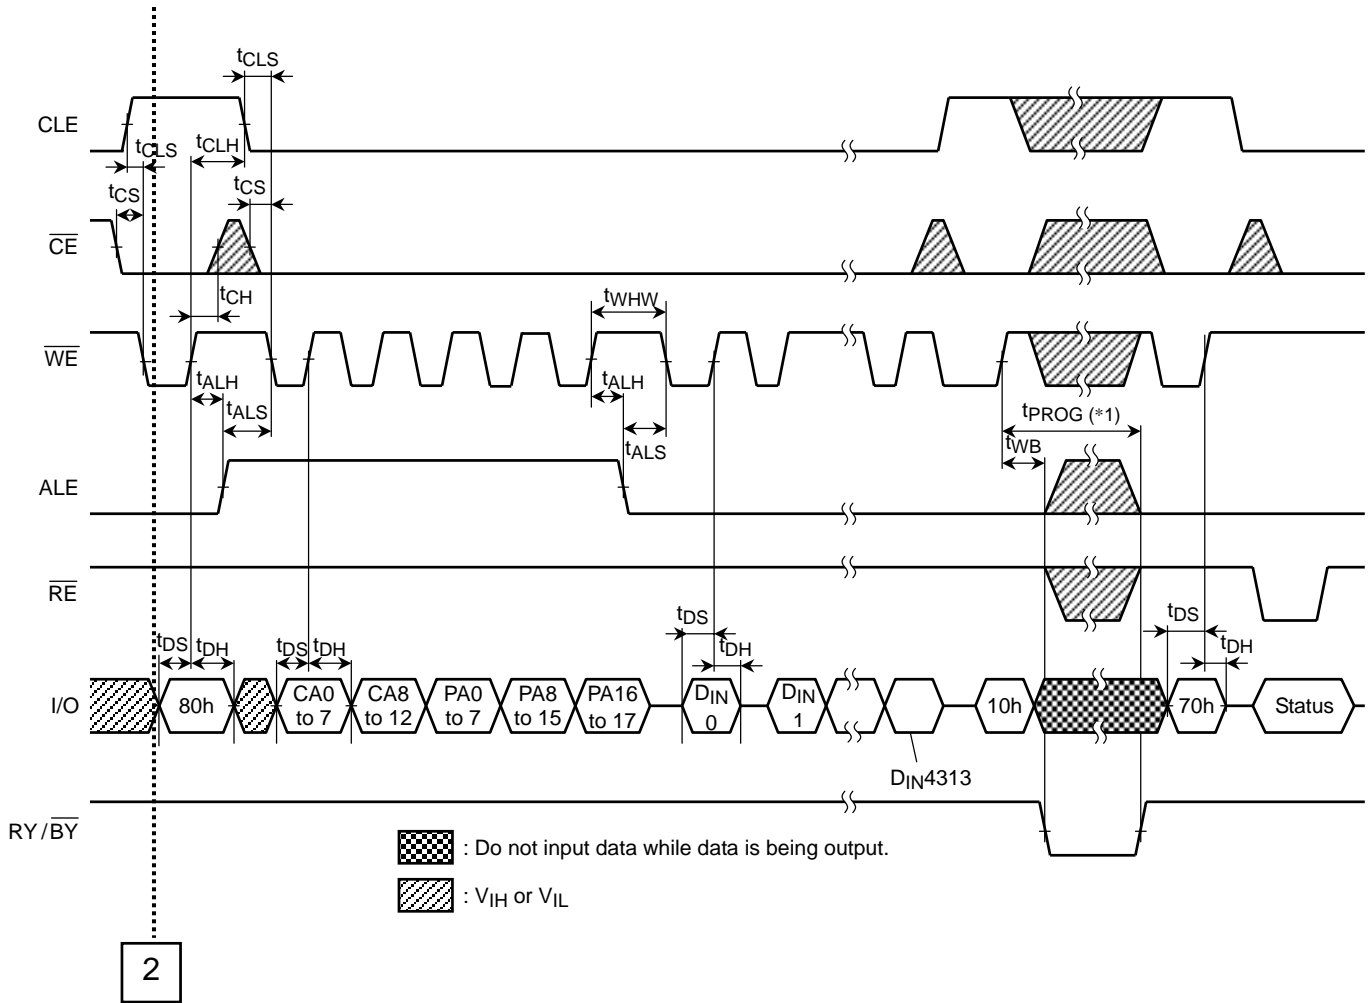 tCLS
CLE
tCLS
tCLH
tCS
tCS
CE
tCH
tWHW
WE
tALH
tALH
tALS
tPROG (*1)
tWB
tALS
ALE
RE
tDS
tDS
tDH
tDS
tDH
tDS
tDH
tDH
I/O
80h
CA0
to 7
CA8
to 12
PA0
to 7
PA8
to 15
PA16
to 17
DIN
0
DIN
1
10h
70h
Status
DIN4313
RY/BY
: Do not input data while data is being output.
: VIH or VIL
2